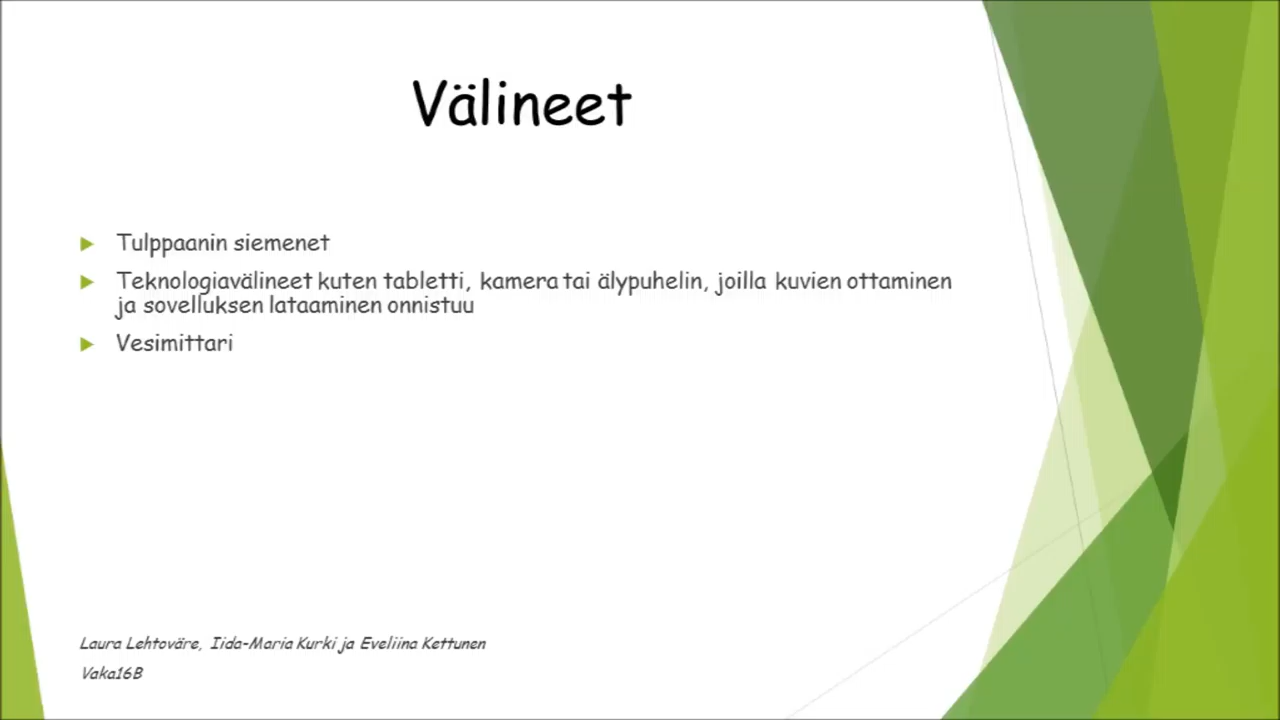 Välineet
Tulppaanin siemenet
Teknologiavälineet kuten tabletti, kamera tai älypuhelin, joilla kuvien ottaminen
ja sovelluksen lataaminen onnistuu
Vesimittari
Laura Lehtoväre, Iida-Maria Kurki ja Eveliina Kettunen
Vaka16B